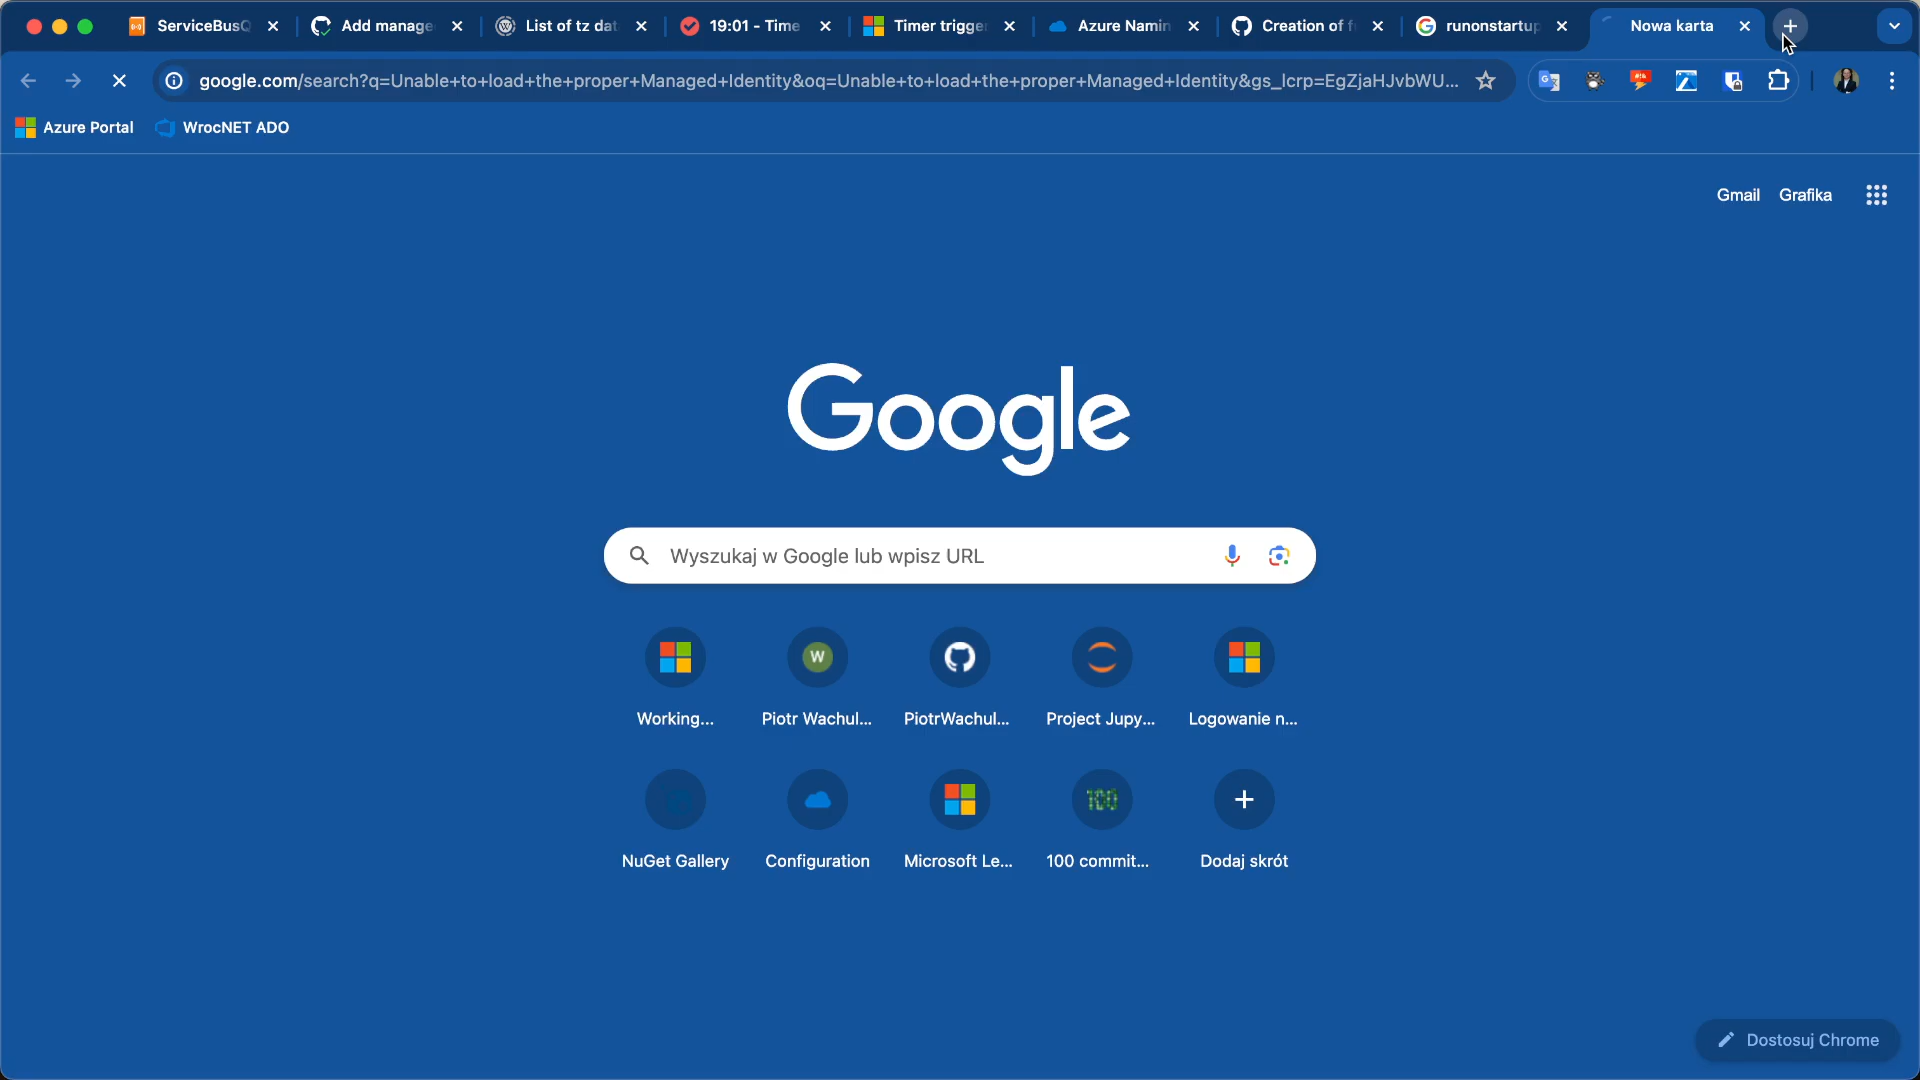 ServiceBusQ
Add manage
List of tz dat
19:01 - Time
Timer trigge
Azure Namin
Creation of f
runonstartup
Nowa karta
google.com/search?q=Unable+to+load+the+proper+Managed+Identity&oq=Unable+to+load+the+proper+Managed+Identity&gs_lcrp=EgZjaHJvbWU...
Azure Portal
WrocNET ADO
Gmail
Grafika
Google
Wyszukaj w Google lub wpisz URL
W
Working...
Piotr Wachul...
PiotrWachul...
Project Jupy...
Logowanie n...
100
NuGet Gallery
Configuration
Microsoft Le...
100 commit...
Dodaj skrót
Dostosuj Chrome